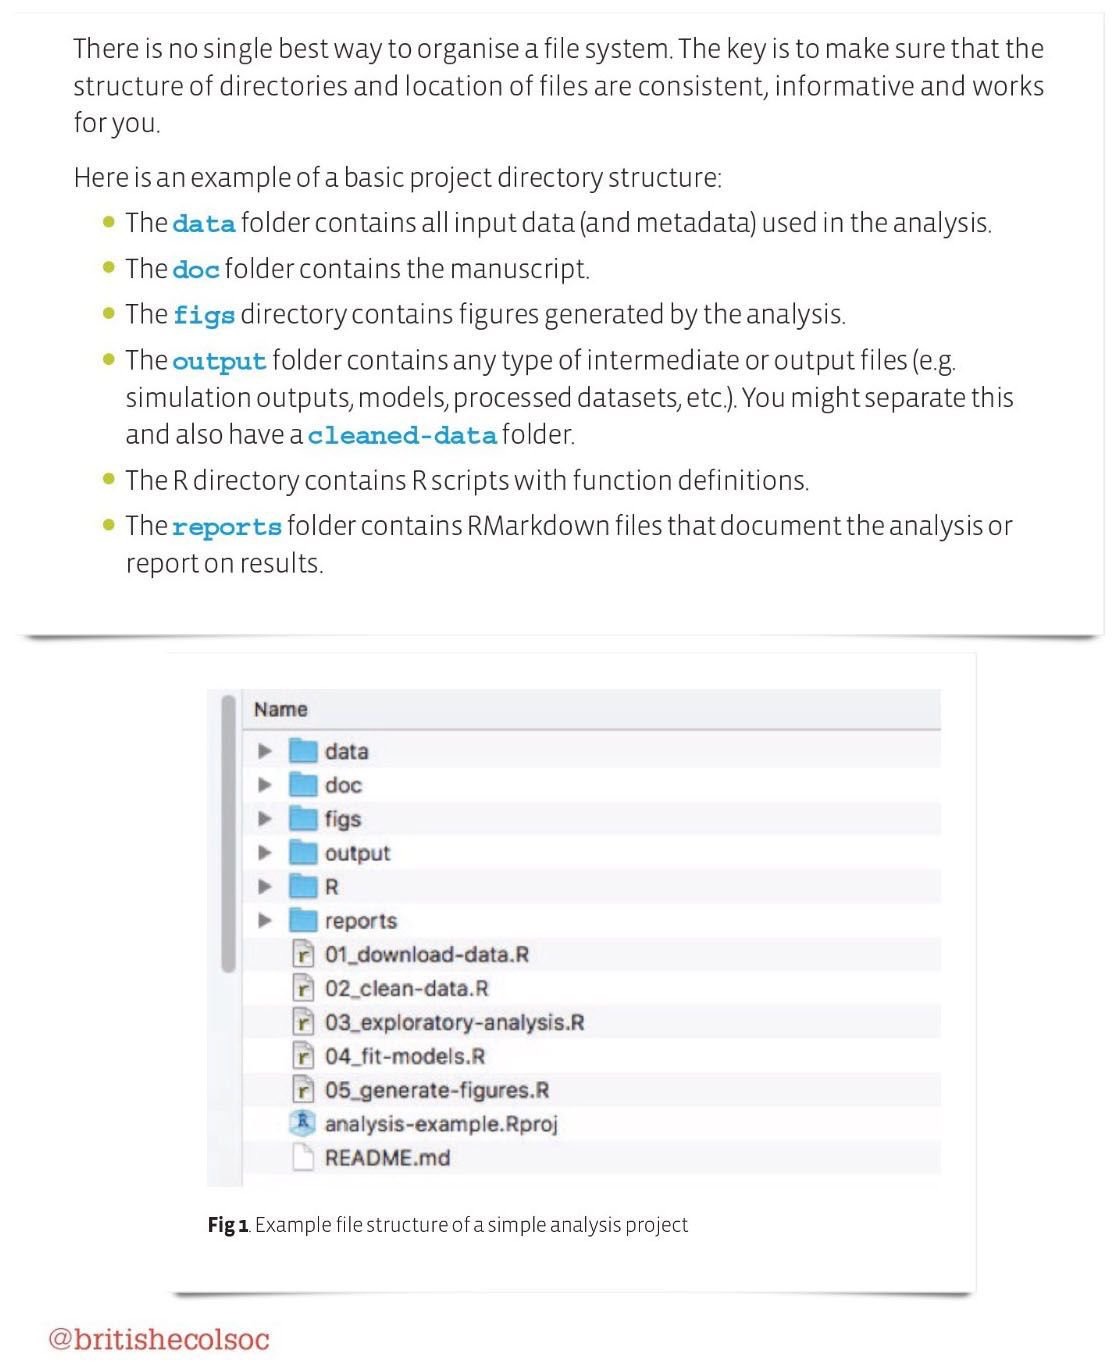 There is no single best way to organise a file system. The key is to make sure that the
structure of directories and location of files are consistent, informative and works
for you.
Here is an example of a basic project directory structure:
• The data folder contains all input data (and metadata) used in the analysis.
• The doc folder contains the manuscript.
• The figs directory contains figures generated by the analysis.
• The output folder contains any type of intermediate or output files (e.g.
simulation outputs, models, processed datasets, etc.). You might separate this
and also have a cleaned-data folder.
• The R directory contains R scripts with function definitions.
• The reports folder contains RMarkdown files that document the analysis or
report on results.
Name
data
doc
figs
output
R
reports
01_download-data.R
02_clean-data.R
03_exploratory-analysis.R
04_fit-models.R
05_generate-figures.R
analysis-example.Rproj
README.md
Fig 1. Example file structure of a simple analysis project
@britishecolsoc